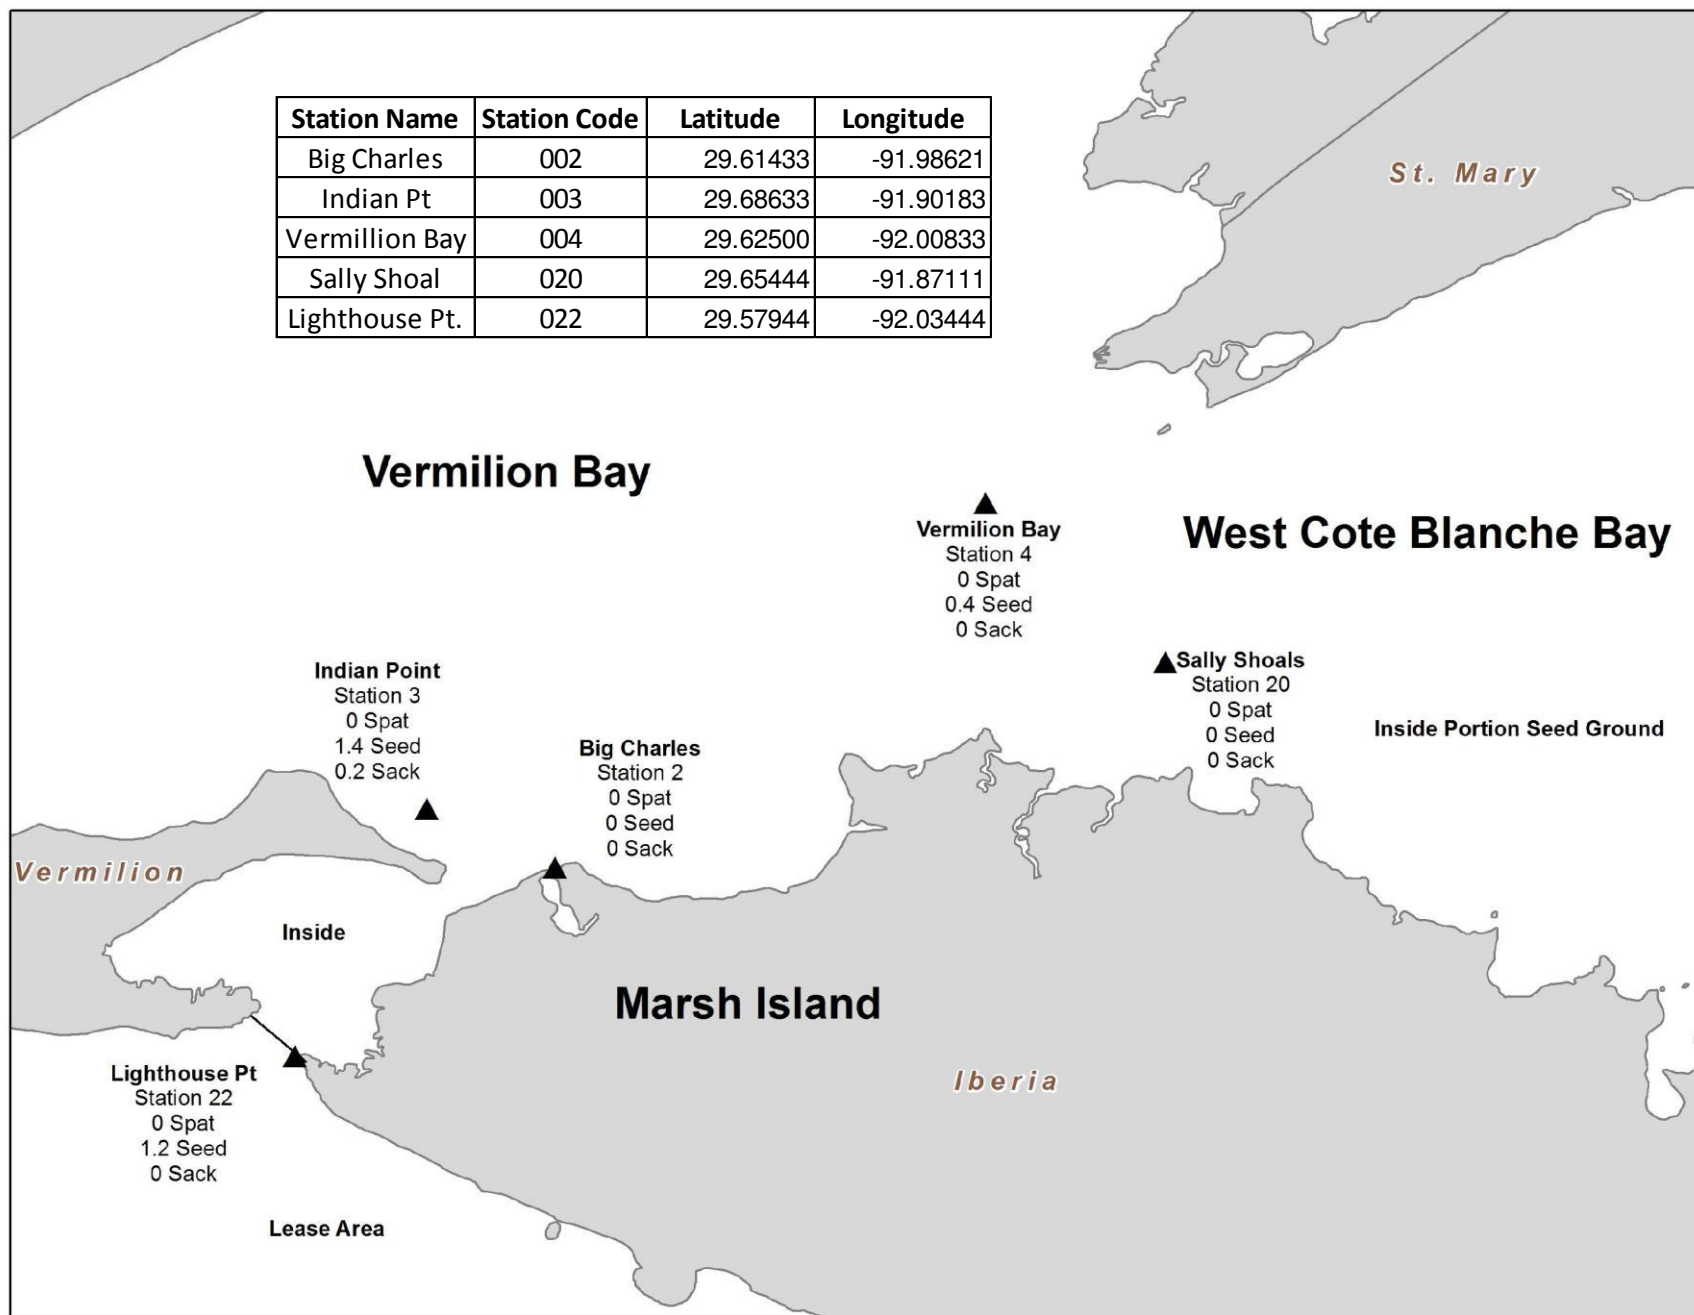 Station Name Station Code Latitude Longitude
Big Charles 002 29.61433 -91.98621
Indian Pt 003 29.68633 -91.90183
Vermillion Bay 004 29.62500 -92.00833
Sally Shoal 020 29.65444 -91.87111
Lighthouse Pt. 022 29.57944 -92.03444
St. Mary
Vermilion Bay
West Cote Blanche Bay
Vermilion Bay
Station 4
0 Spat
0.4 Seed
0 Sack
Sally Shoals
Station 20
0 Spat
0 Seed
0 Sack
Inside Portion Seed Ground
Indian Point
Station 3
0 Spat
1.4 Seed
0.2 Sack
Big Charles
Station 2
0 Spat
0 Seed
0 Sack
Vermilion
Inside
Marsh Island
Iberia
Lighthouse Pt
Station 22
0 Spat
1.2 Seed
0 Sack
Lease Area